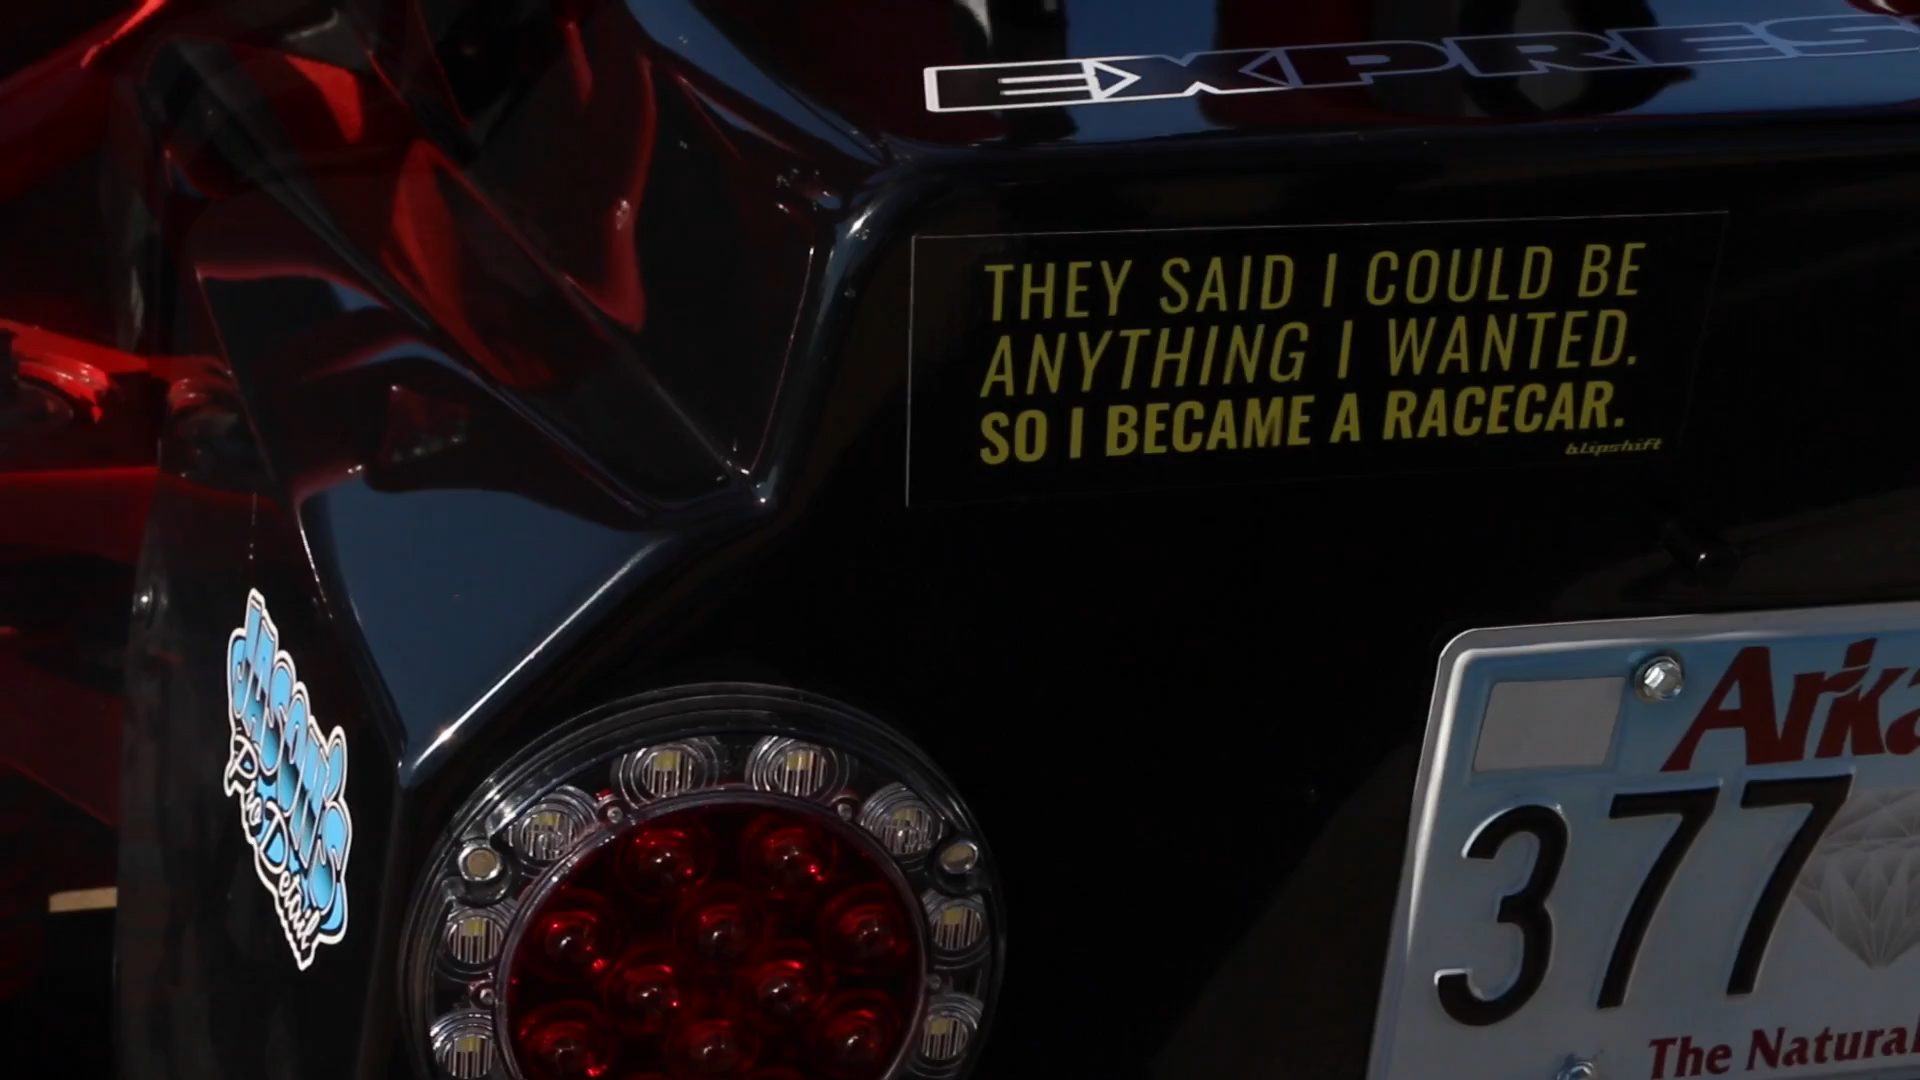 EXPRES
THEY SAID I COULD BE
ANYTHING I WANTED.
SO I BECAME A RACECAR.
blipshift
JASON'S
Pro Detail
Arka
377
The Natural